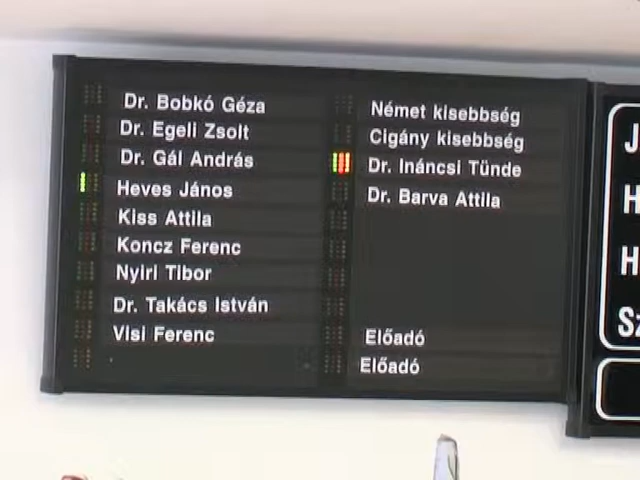 Dr. Bobkó Géza
Dr. Egeli Zsolt
Dr. Gál András
Heves János
Kiss Attila
Koncz Ferenc
Nyiri Tibor
Dr. Takács István
Visi Ferenc
Német kisebbség
Cigány kisebbség
Dr. Ináncsi Tünde
Dr. Barva Attila
Előadó
Előadó
J
H
H
Sz